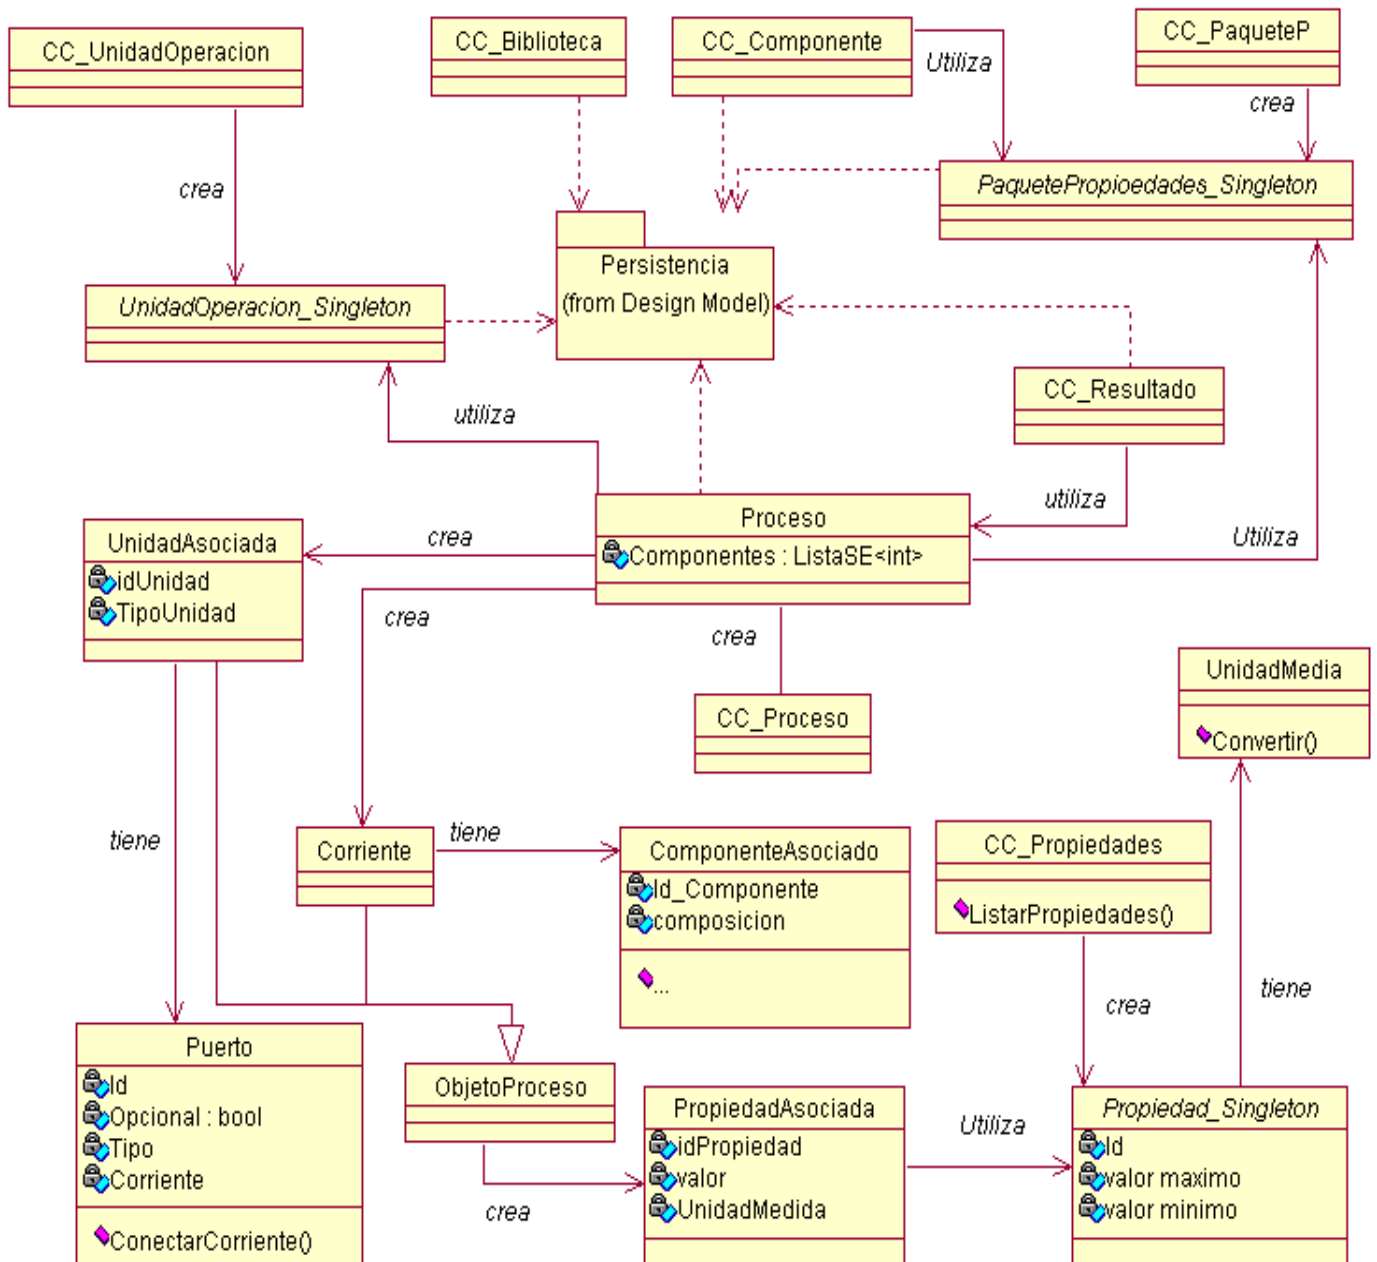 CC_UnidadOperacion
CC_Biblioteca
CC_Componente
Utiliza
CC_PaqueteP
crea
crea
PaquetePropioedades_Singleton
Persistencia
(from Design Model)
UnidadOperacion_Singleton
CC_Resultado
utiliza
utiliza
Proceso
Componentes : ListaSE<int>
Utiliza
UnidadAsociada
idUnidad
TipoUnidad
crea
crea
crea
CC_Proceso
UnidadMedia
Convertir()
tiene
Corriente
tiene
ComponenteAsociado
Id_Componente
composicion
...
CC_Propiedades
ListarPropiedades()
crea
tiene
Puerto
Id
Opcional : bool
Tipo
Corriente
ConectarCorriente()
ObjetoProceso
crea
PropiedadAsociada
idPropiedad
valor
UnidadMedida
Utiliza
Propiedad_Singleton
Id
valor maximo
valor minimo